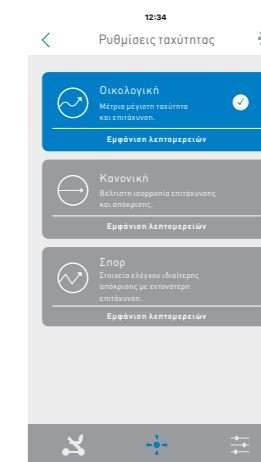 12:34
Ρυθμίσεις ταχύτητας
Οικολογική
Μέτρια μέγιστη ταχύτητα
και επιτάχυνση.
Εμφάνιση λεπτομερειών
Κανονική
Βέλτιστη ισορροπία επιτάχυνσης
και απόκρισης.
Εμφάνιση λεπτομερειών
Σπορ
Στοιχεία ελέγχου ιδιαίτερης
απόκρισης με εντονότερη
επιτάχυνση.
Εμφάνιση λεπτομερειών